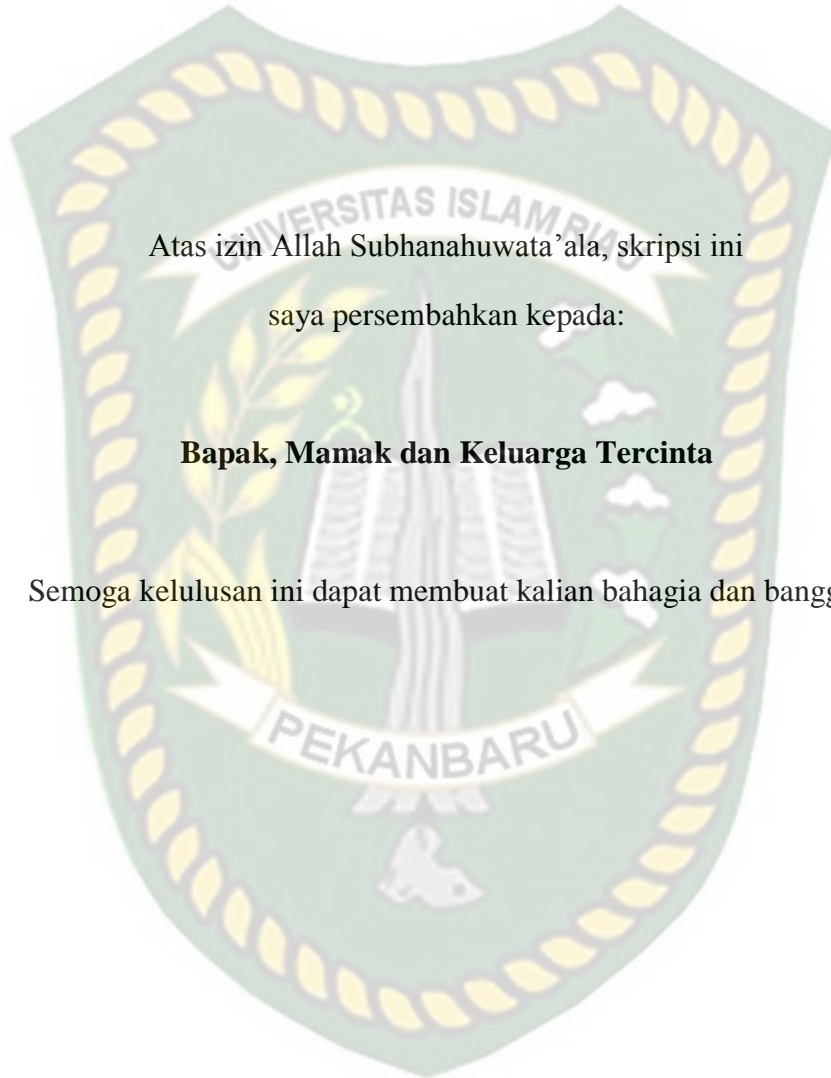 UNIVERSITAS ISLAM RIAU
Atas izin Allah Subhanahuwata’ala, skripsi ini
saya persembahkan kepada:
Bapak, Mamak dan Keluarga Tercinta
Semoga kelulusan ini dapat membuat kalian bahagia dan
PEKANBARU